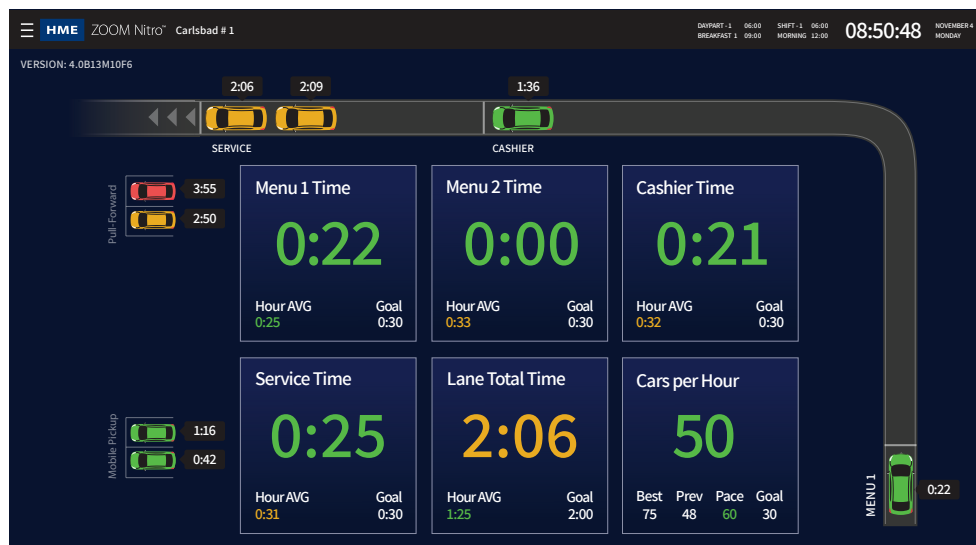 HME ZOOM Nitro™ Carlsbad # 1
DAYPART - 1 06:00 SHIFT - 1 06:00 08:50:48 NOVEMBER 4
BREAKFAST 1 09:00 MORNING 12:00 MONDAY
VERSION: 4.0B13M10F6
2:06 2:09 1:36
SERVICE CASHIER
Pull-Forward
3:55
2:50
Menu 1 Time
0:22
Hour AVG Goal
0:25 0:30
Menu 2 Time
0:00
Hour AVG Goal
0:33 0:30
Cashier Time
0:21
Hour AVG Goal
0:32 0:30
Mobile Pickup
1:16
0:42
Service Time
0:25
Hour AVG Goal
0:31 0:30
Lane Total Time
2:06
Hour AVG Goal
1:25 2:00
Cars per Hour
50
Best Prev Pace Goal
75 48 60 30
MENU 1
0:22